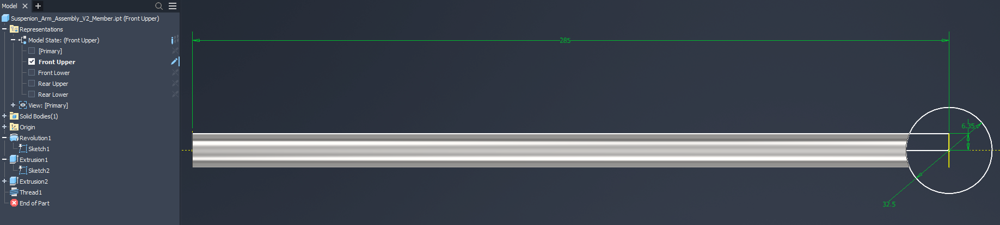 Model
Suspenion_Arm_Assembly_V2_Member.ipt (Front Upper)
Representations
Model State: (Front Upper)
[Primary]
Front Upper
Front Lower
Rear Upper
Rear Lower
View: [Primary]
Solid Bodies(1)
Origin
Revolution1
Sketch1
Extrusion1
Sketch2
Extrusion2
Thread1
End of Part
285
6.35
32.5